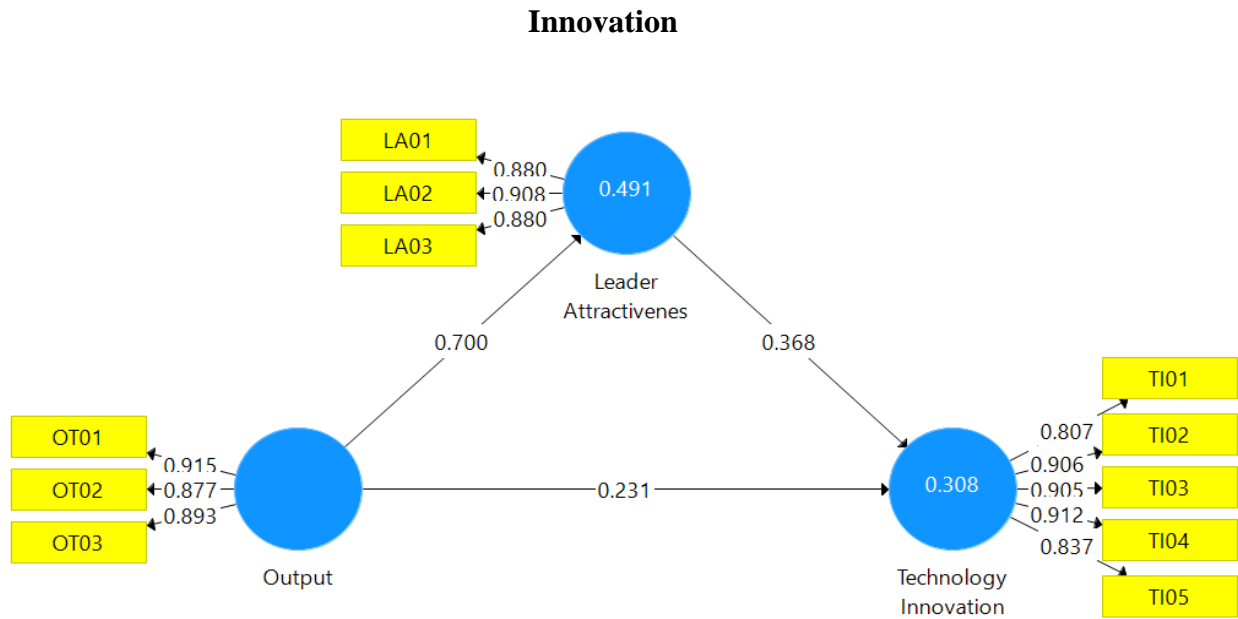 Innovation
LA01
LA02
LA03
0.880
0.908
0.880
0.491
Leader
Attractivenes
0.700
0.368
OT01
OT02
OT03
0.915
0.877
0.893
Output
0.231
0.308
Technology
Innovation
0.807
0.906
0.905
0.912
0.837
TI01
TI02
TI03
TI04
TI05